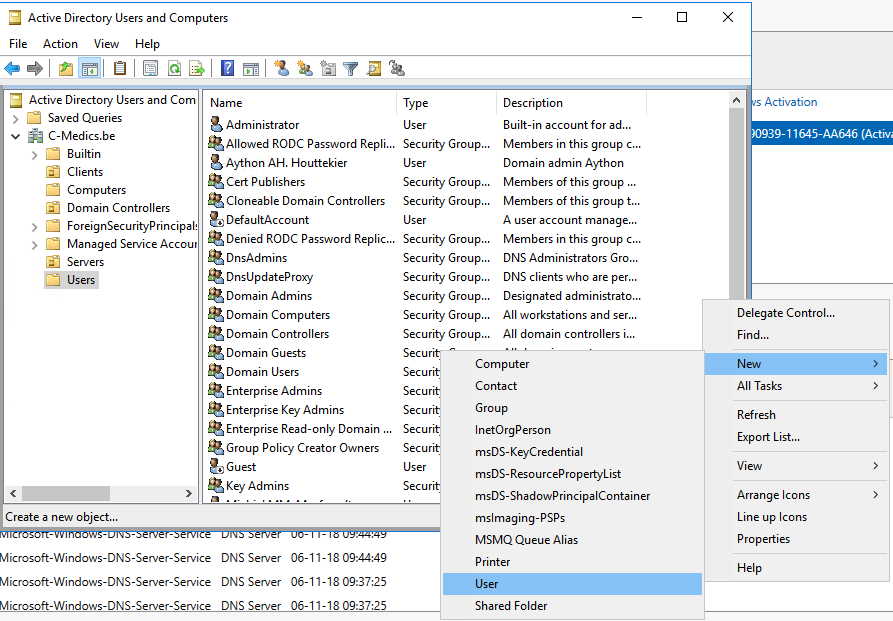 Active Directory Users and Computers
File Action View Help
Active Directory Users and Com
Saved Queries
C-Medics.be
Builtin
Clients
Computers
Domain Controllers
ForeignSecurityPrincipals
Managed Service Accour
Servers
Users
Name Type Description
Administrator User Built-in account for ad...
Allowed RODC Password Repli... Security Group... Members in this group c...
Aython AH. Houttekier User Domain admin Aython
Cert Publishers Security Group... Members of this group ...
Cloneable Domain Controllers Security Group... Members of this group t...
DefaultAccount User A user account manage...
Denied RODC Password Replic... Security Group... Members in this group c...
DnsAdmins Security Group... DNS Administrators Gro...
DnsUpdateProxy Security Group... DNS clients who are per...
Domain Admins Security Group... Designated administrato...
Domain Computers Security Group... All workstations and ser...
Domain Controllers Security Group... All domain controllers i...
Domain Guests Security
Domain Users Security
Enterprise Admins Security
Enterprise Key Admins Security
Enterprise Read-only Domain ... Security
Group Policy Creator Owners Security
Guest User
Key Admins Security
Create a new object...
ws Activation
90939-11645-AA646 (Activa
Delegate Control...
Find...
New
All Tasks
Refresh
Export List...
View
Arrange Icons
Line up Icons
Properties
Help
Computer
Contact
Group
InetOrgPerson
msDS-KeyCredential
msDS-ResourcePropertyList
msDS-ShadowPrincipalContainer
msImaging-PSPs
MSMQ Queue Alias
Printer
User
Shared Folder
Microsoft-Windows-DNS-Server-Service DNS Server 06-11-18 09:44:49
Microsoft-Windows-DNS-Server-Service DNS Server 06-11-18 09:44:49
Microsoft-Windows-DNS-Server-Service DNS Server 06-11-18 09:37:25
Microsoft-Windows-DNS-Server-Service DNS Server 06-11-18 09:37:25